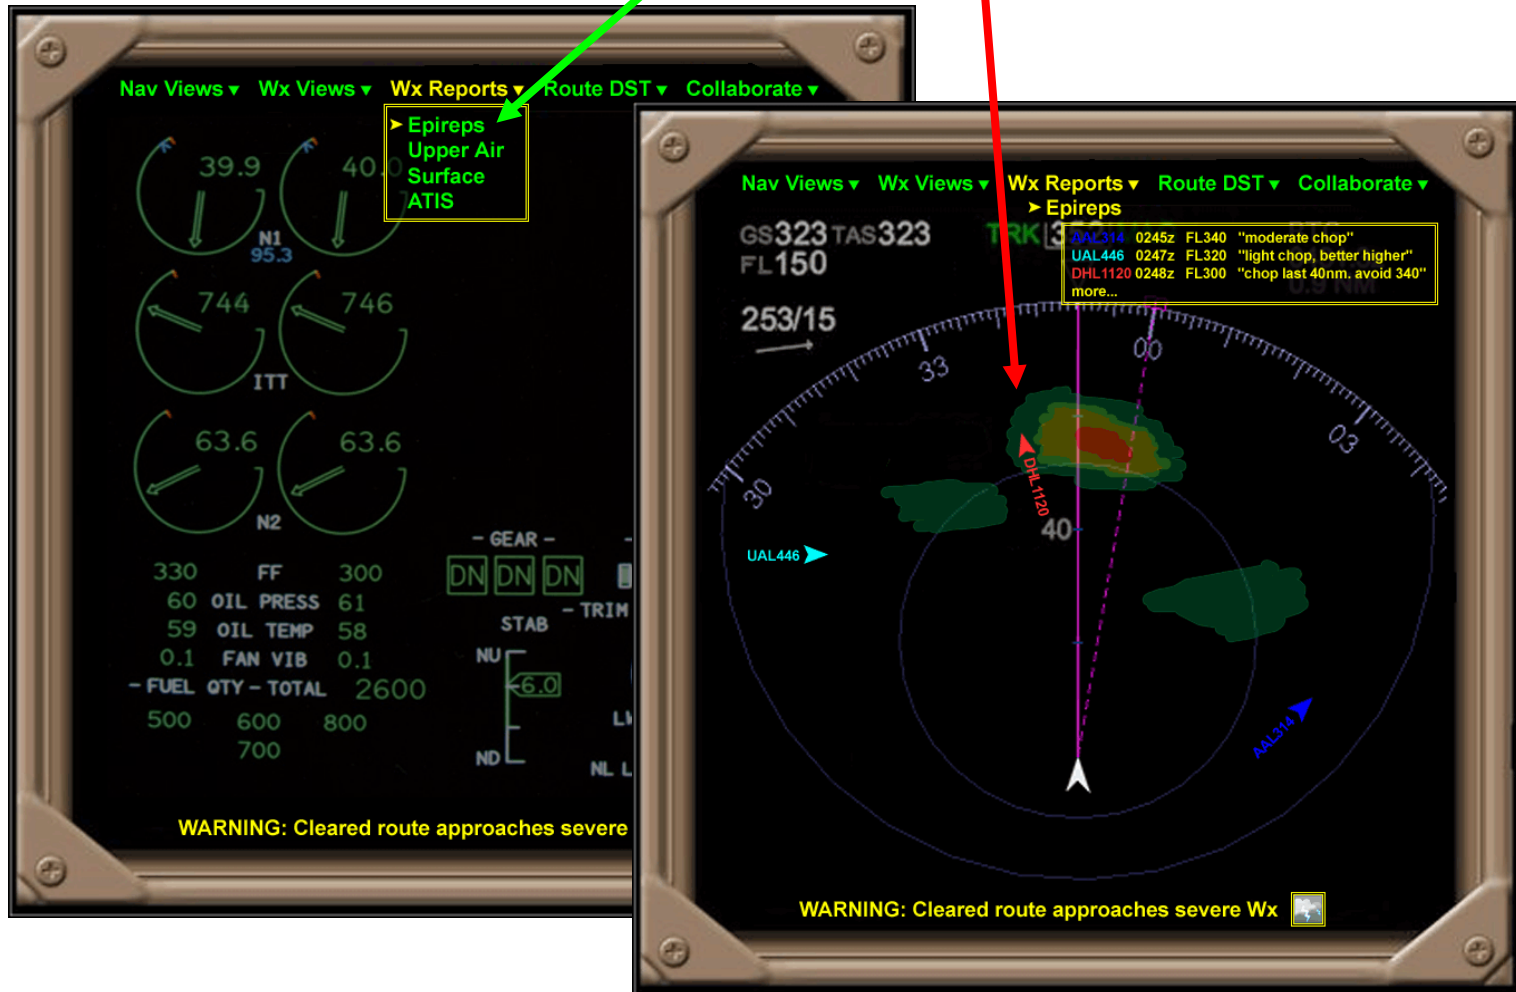 Nav Views ▾ Wx Views ▾ Wx Reports ▾ Route DST ▾ Collaborate ▾
➤ Epireps
Upper Air
Surface
ATIS
39.9 40.0
N1
95.3
744 746
ITT
63.6 63.6
N2
- GEAR -
DN DN DN
330 FF 300
60 OIL PRESS 61
- TRIM
59 OIL TEMP 58
STAB
0.1 FAN VIB 0.1
NU
- FUEL QTY - TOTAL 2600
6.0
500 600 800
700
ND
NL L
WARNING: Cleared route approaches severe
Nav Views ▾ Wx Views ▾ Wx Reports ▾ Route DST ▾ Collaborate ▾
➤ Epireps
GS323 TAS323
TRK
FL150
AAL314 0245z FL340 "moderate chop"
UAL446 0247z FL320 "light chop, better higher"
DHL1120 0248z FL300 "chop last 40nm. avoid 340"
more...
0.9 NM
253/15
33
00
03
30
DHL1120
40
UAL446
AAL314
WARNING: Cleared route approaches severe Wx